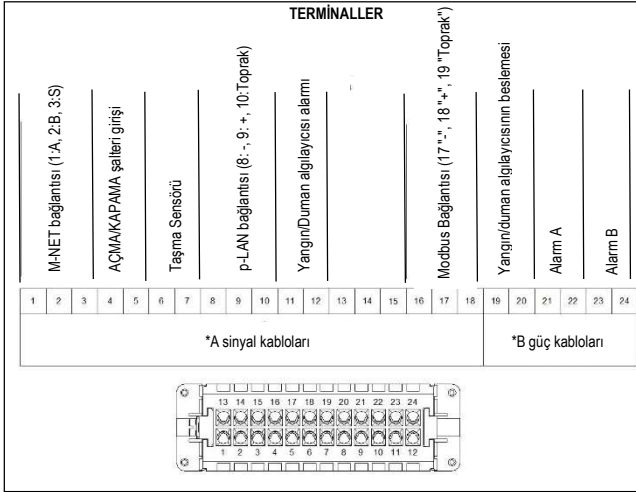 TERMİNALLER
M-NET bağlantısı (1:A, 2:B, 3:S)
AÇMA/KAPAMA şalteri girişi
Taşma Sensörü
p-LAN bağlantısı (8: -, 9: +, 10:Toprak)
Yangın/Duman algılayıcısı alarmı
Modbus Bağlantısı (17 "-", 18 "+", 19 "Toprak")
Yangın/duman algılayıcısının beslemesi
Alarm A
Alarm B
1 2 3 4 5 6 7 8 9 10 11 12 13 14 15 16 17 18 19 20 21 22 23 24
*A sinyal kabloları *B güç kabloları
13 14 15 16 17 18 19 20 21 22 23 24
1 2 3 4 5 6 7 8 9 10 11 12